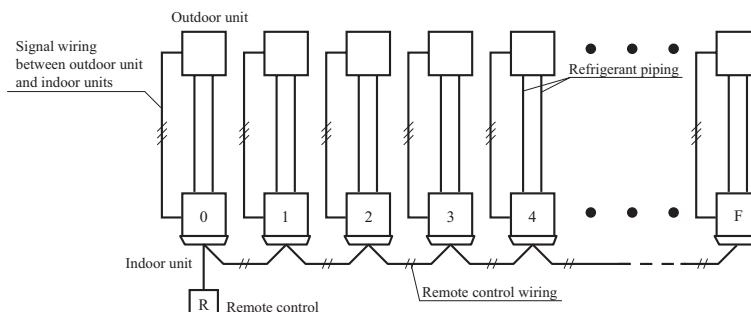 Outdoor unit
Signal wiring
between outdoor unit
and indoor units
Refrigerant piping
0
1
2
3
4
F
Indoor unit
Remote control wiring
R
Remote control